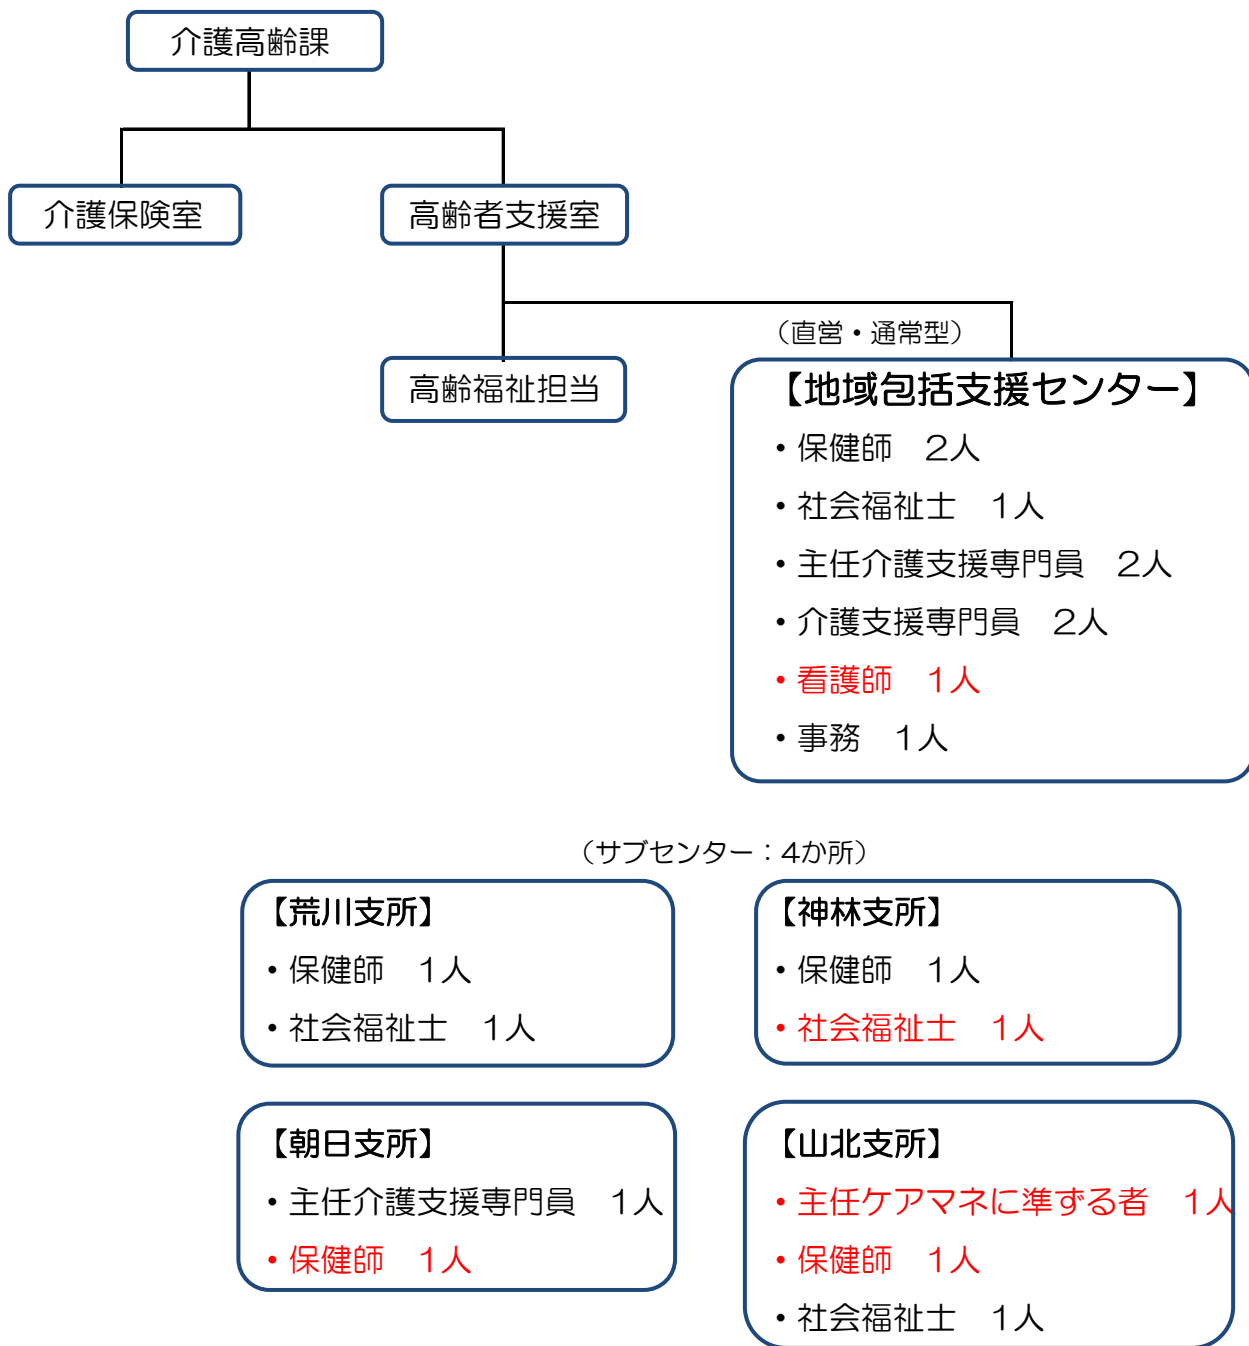 介護高齢課
介護保険室
高齢者支援室
（直営・通常型）
高齢福祉担当
【地域包括支援センター】
・保健師　2人
・社会福祉士　1人
・主任介護支援専門員　2人
・介護支援専門員　2人
・看護師　1人
・事務　1人
（サブセンター：4か所）
【荒川支所】
・保健師　1人
・社会福祉士　1人
【神林支所】
・保健師　1人
・社会福祉士　1人
【朝日支所】
・主任介護支援専門員　1人
・保健師　1人
【山北支所】
・主任ケアマネに準ずる者　1人
・保健師　1人
・社会福祉士　1人